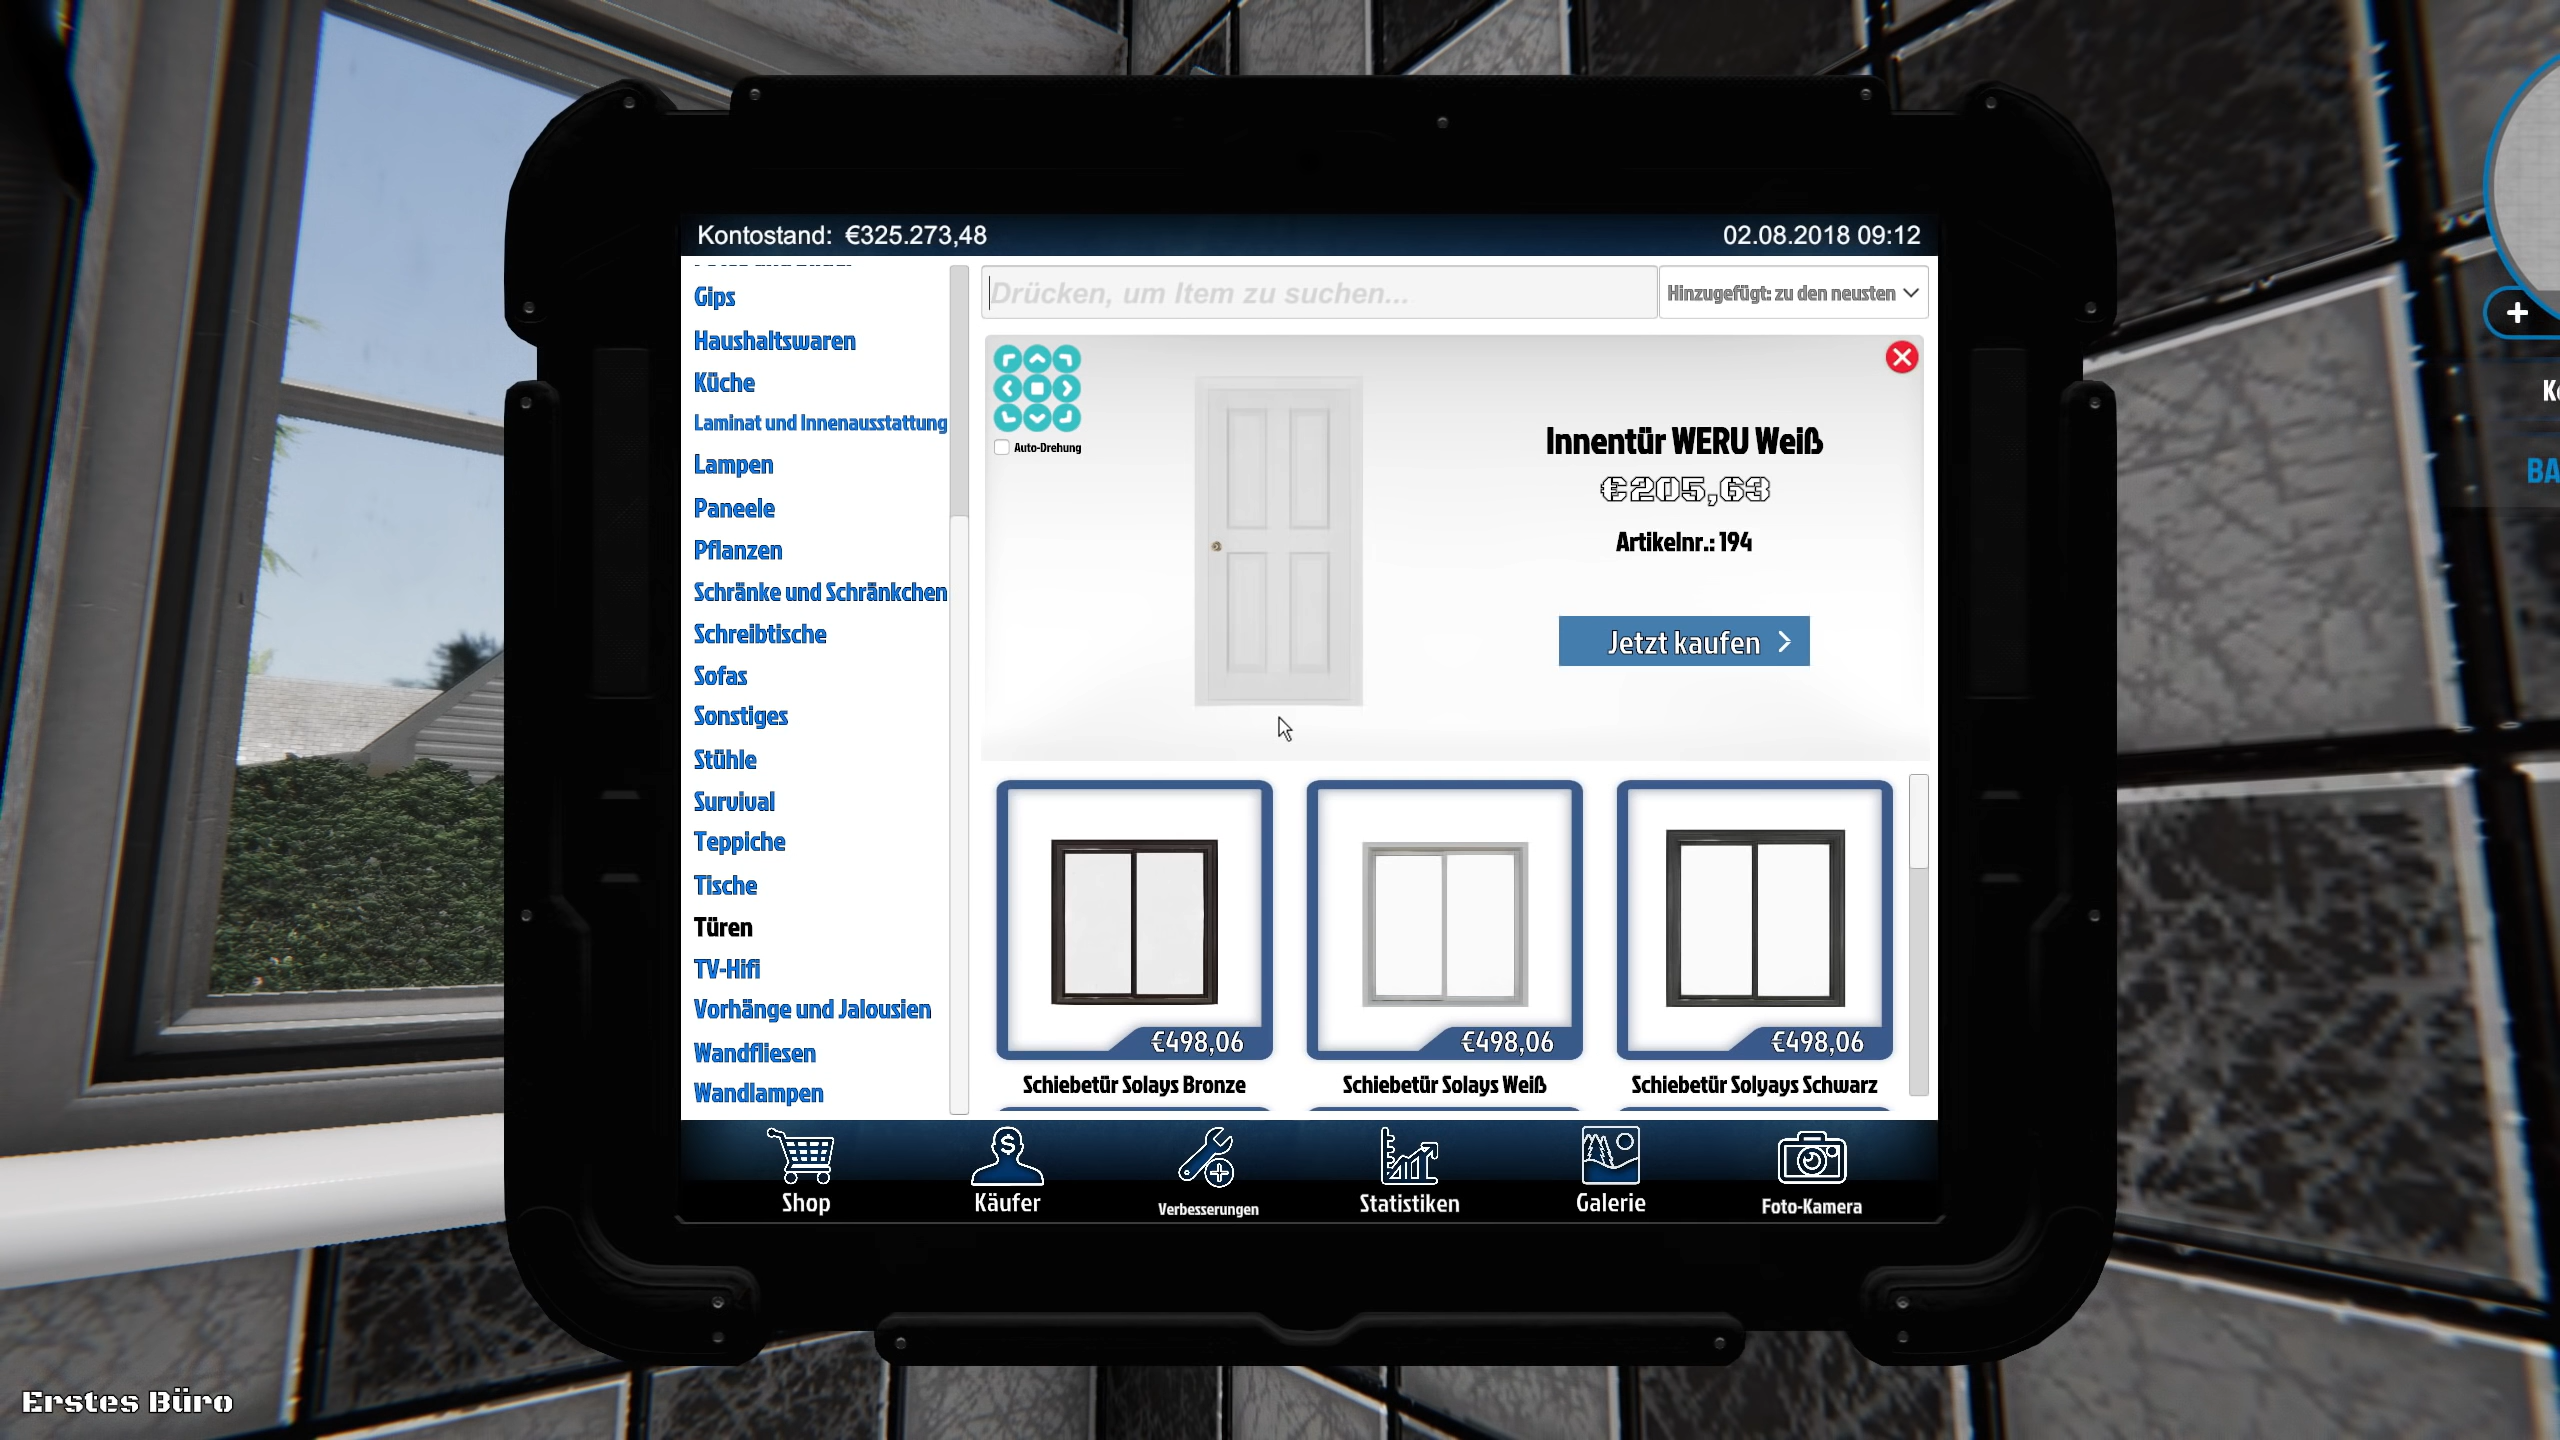 Kontostand: €325.273,48
02.08.2018 09:12
Gips
Haushaltswaren
Küche
Laminat und Innenausstattung
Lampen
Paneele
Pflanzen
Schränke und Schränkchen
Schreibtische
Sofas
Sonstiges
Stühle
Survival
Teppiche
Tische
Türen
TV-Hifi
Vorhänge und Jalousien
Wandfliesen
Wandlampen
Drücken, um Item zu suchen...
Hinzugefügt: zu den neusten
Auto-Drehung
Innentür WERU Weiß
€205,63
Artikelnr.: 194
Jetzt kaufen
€498,06
€498,06
€498,06
Schiebetür Solays Bronze
Schiebetür Solays Weiß
Schiebetür Solyays Schwarz
Shop
Käufer
Verbesserungen
Statistiken
Galerie
Foto-Kamera
Erstes Büro